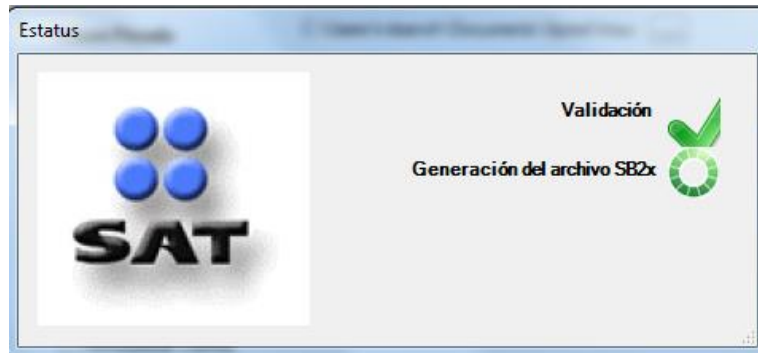 Estatus
Validación
Generación del archivo SB2x
SAT